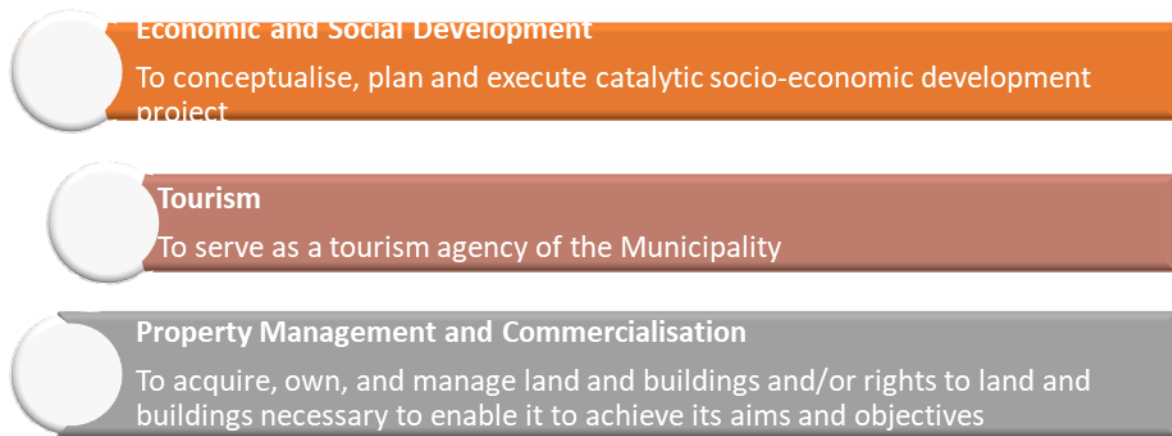 Economic and Social Development
To conceptualise, plan and execute catalytic socio-economic development
project
Tourism
To serve as a tourism agency of the Municipality
Property Management and Commercialisation
To acquire, own, and manage land and buildings and/or rights to land and
buildings necessary to enable it to achieve its aims and objectives